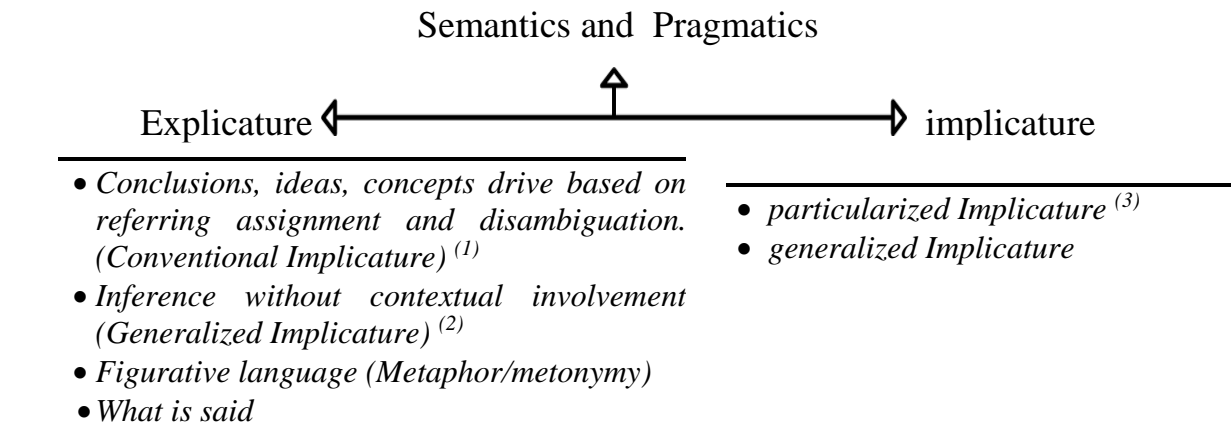 Semantics and Pragmatics
Explicature
implicature
• Conclusions, ideas, concepts drive based on
referring assignment and disambiguation.
(Conventional Implicature) (1)
• Inference without contextual involvement
(Generalized Implicature) (2)
• Figurative language (Metaphor/metonymy)
• What is said
• particularized Implicature (3)
• generalized Implicature